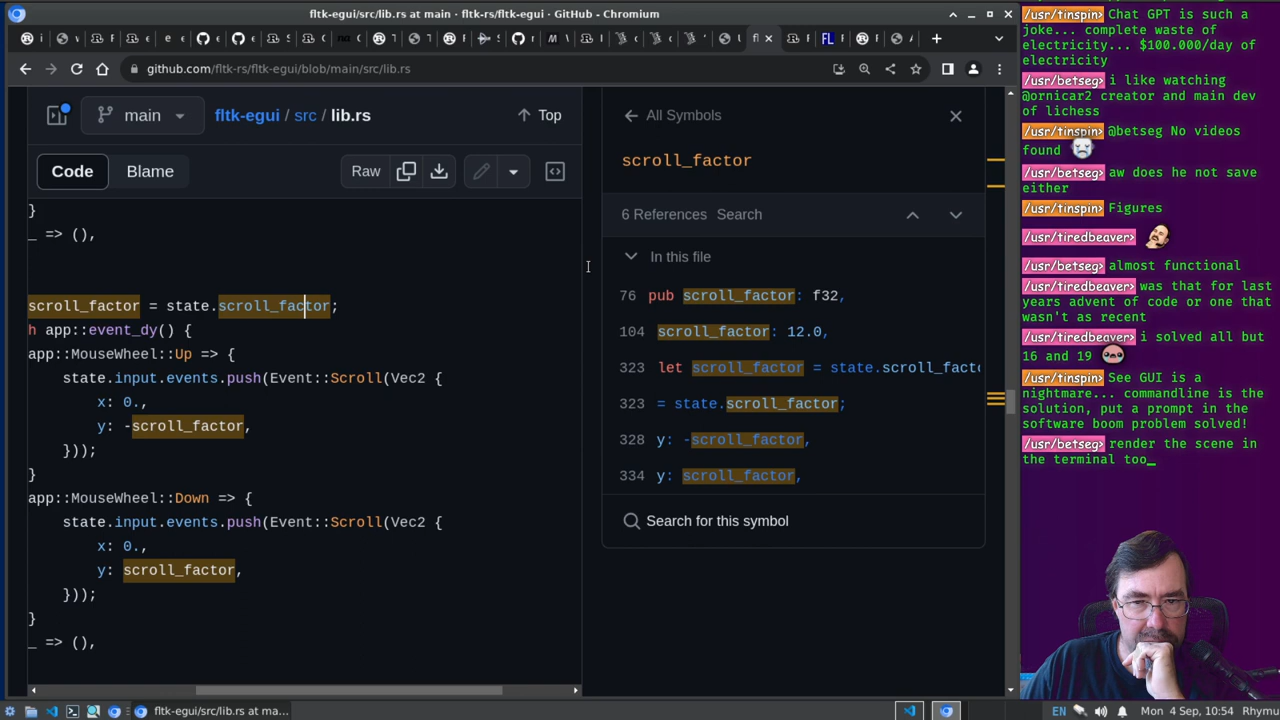 fltk-egui/src/lib.rs at main · fltk-rs/fltk-egui · GitHub - Chromium
github.com/fltk-rs/fltk-egui/blob/main/src/lib.rs
main
fltk-egui / src / lib.rs
Top
Code
Blame
Raw
}
_ => (),
scroll_factor = state.scroll_factor;
h app::event_dy() {
app::MouseWheel::Up => {
state.input.events.push(Event::Scroll(Vec2 {
x: 0.,
y: -scroll_factor,
}));
}
app::MouseWheel::Down => {
state.input.events.push(Event::Scroll(Vec2 {
x: 0.,
y: scroll_factor,
}));
}
_ => (),
All Symbols
scroll_factor
6 References Search
In this file
76 pub scroll_factor: f32,
104 scroll_factor: 12.0,
323 let scroll_factor = state.scroll_facto
323 = state.scroll_factor;
328 y: -scroll_factor,
334 y: scroll_factor,
Search for this symbol
/usr/tinspin> Chat GPT is such a
joke... complete waste of
electricity... $100.000/day of
electricity
/usr/betseg> i like watching
@ornicar2 creator and main dev
of lichess
/usr/tinspin> @betseg No videos
found
/usr/betseg> aw does he not save
either
/usr/tinspin> Figures
/usr/tiredbeaver>
/usr/betseg> almost functional
/usr/tiredbeaver> was that for last
years advent of code or one that
wasn't as recent
/usr/tiredbeaver> i solved all but
16 and 19
/usr/tinspin> See GUI is a
nightmare... commandline is the
solution, put a prompt in the
software boom problem solved!
/usr/betseg> render the scene in
the terminal too_
fltk-egui/src/lib.rs at ma...
EN
Mon 4 Sep, 10:54
Rhymu